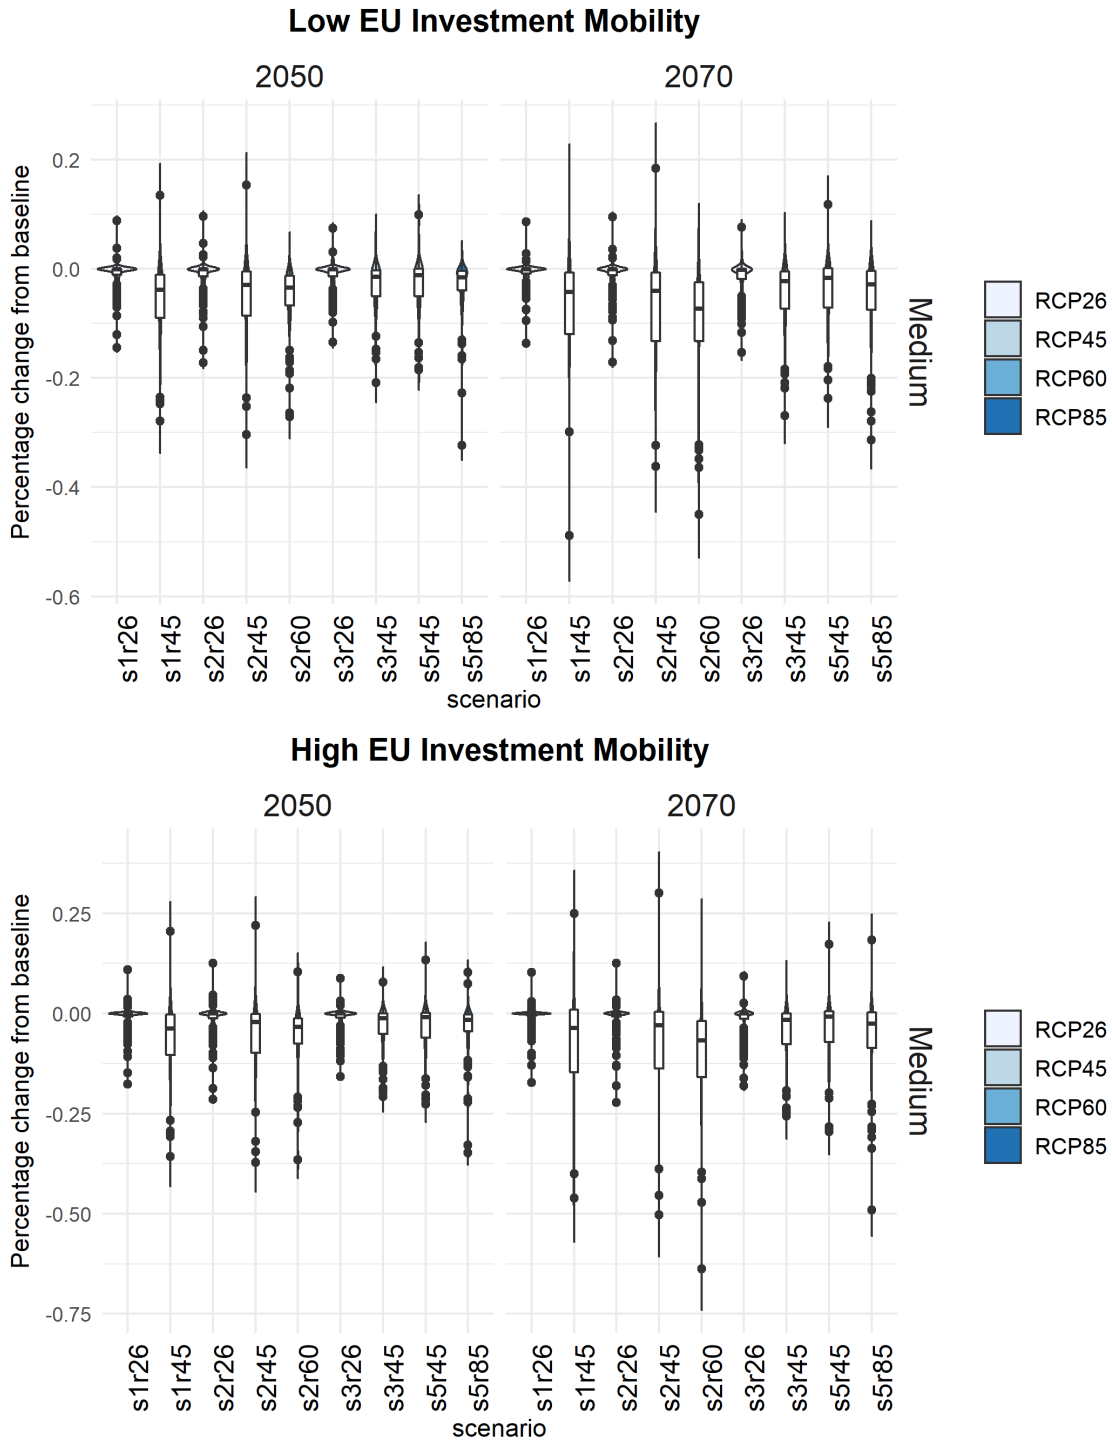 Low EU Investment Mobility
2050 2070
Percentage change from baseline
0.2
0.0
-0.2
-0.4
-0.6
s1r26 s1r45 s2r26 s2r45 s2r60 s3r26 s3r45 s5r45 s5r85 s1r26 s1r45 s2r26 s2r45 s2r60 s3r26 s3r45 s5r45 s5r85
scenario
Medium
RCP26
RCP45
RCP60
RCP85
High EU Investment Mobility
2050 2070
Percentage change from baseline
0.25
0.00
-0.25
-0.50
-0.75
s1r26 s1r45 s2r26 s2r45 s2r60 s3r26 s3r45 s5r45 s5r85 s1r26 s1r45 s2r26 s2r45 s2r60 s3r26 s3r45 s5r45 s5r85
scenario
Medium
RCP26
RCP45
RCP60
RCP85